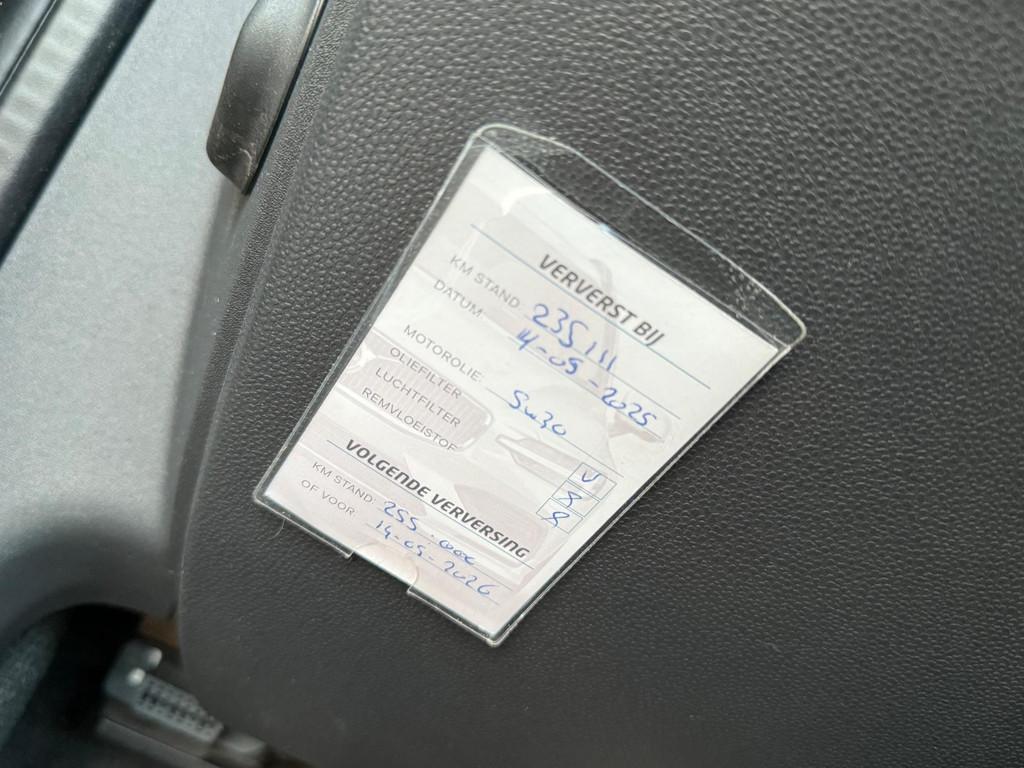 VERVERST BIJ
KM STAND: 235111
DATUM 14-05-2025
MOTOROLIE: 5w30
OLIEFILTER V
LUCHTFILTER X
REMVLOEISTOF X
VOLGENDE VERVERSING
KM STAND: 255.000
OF VOOR 14-05-2026